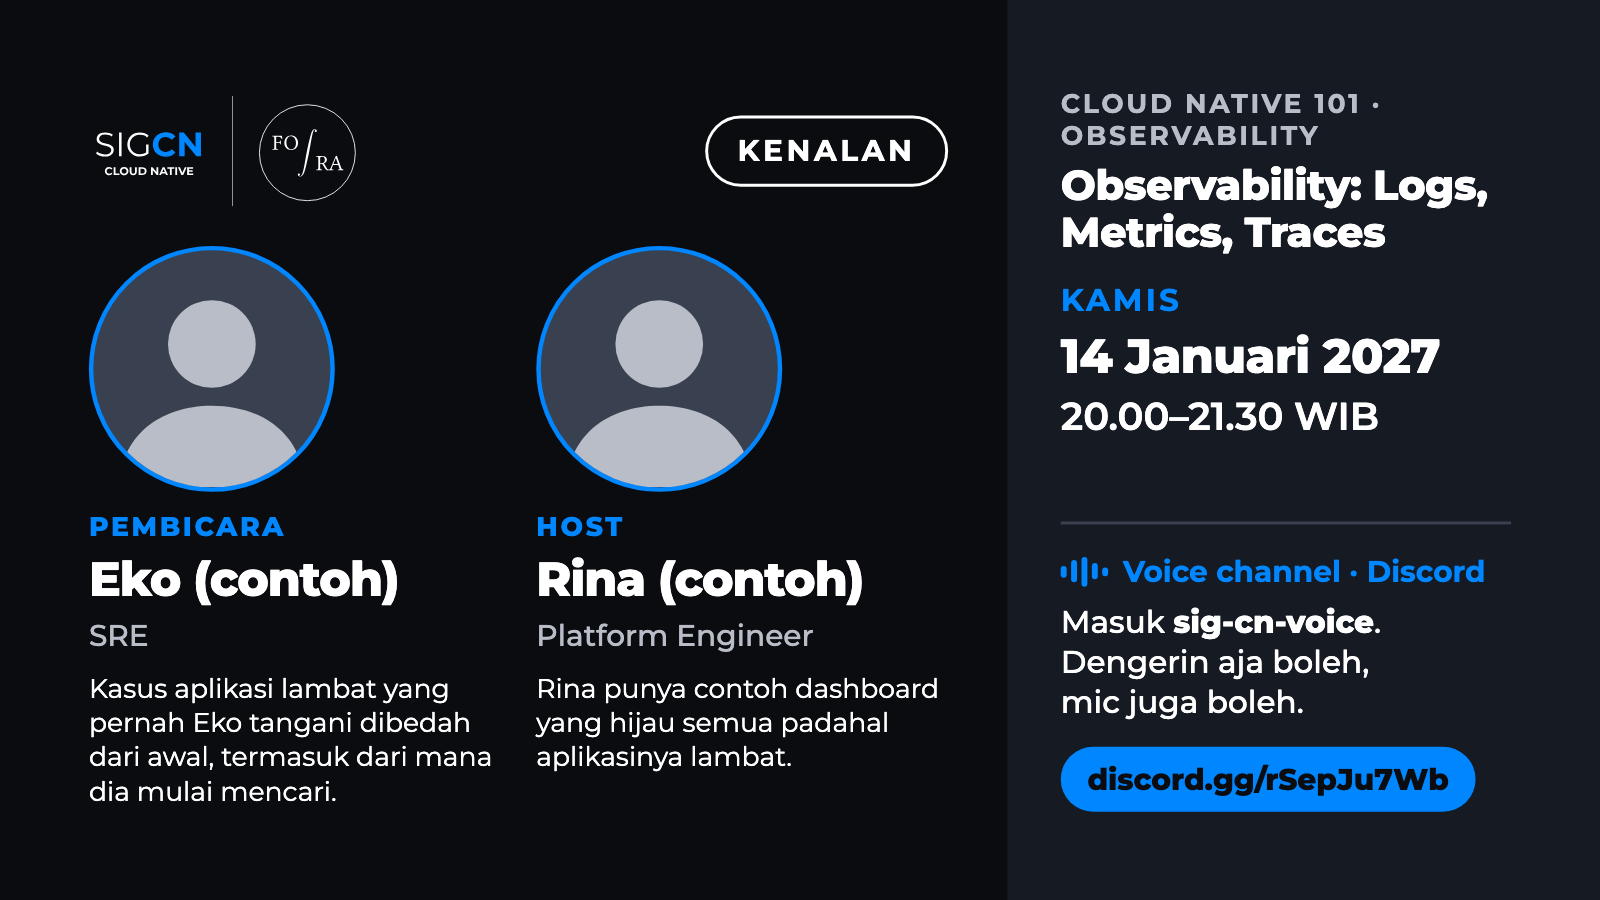 SIGCN
CLOUD NATIVE
FO
RA
KENALAN
PEMBICARA
Eko (contoh)
SRE
Kasus aplikasi lambat yang
pernah Eko tangani dibedah
dari awal, termasuk dari mana
dia mulai mencari.
HOST
Rina (contoh)
Platform Engineer
Rina punya contoh dashboard
yang hijau semua padahal
aplikasinya lambat.
CLOUD NATIVE 101 ·
OBSERVABILITY
Observability: Logs,
Metrics, Traces
KAMIS
14 Januari 2027
20.00–21.30 WIB
Voice channel · Discord
Masuk sig-cn-voice.
Dengerin aja boleh,
mic juga boleh.
discord.gg/rSepJu7Wb